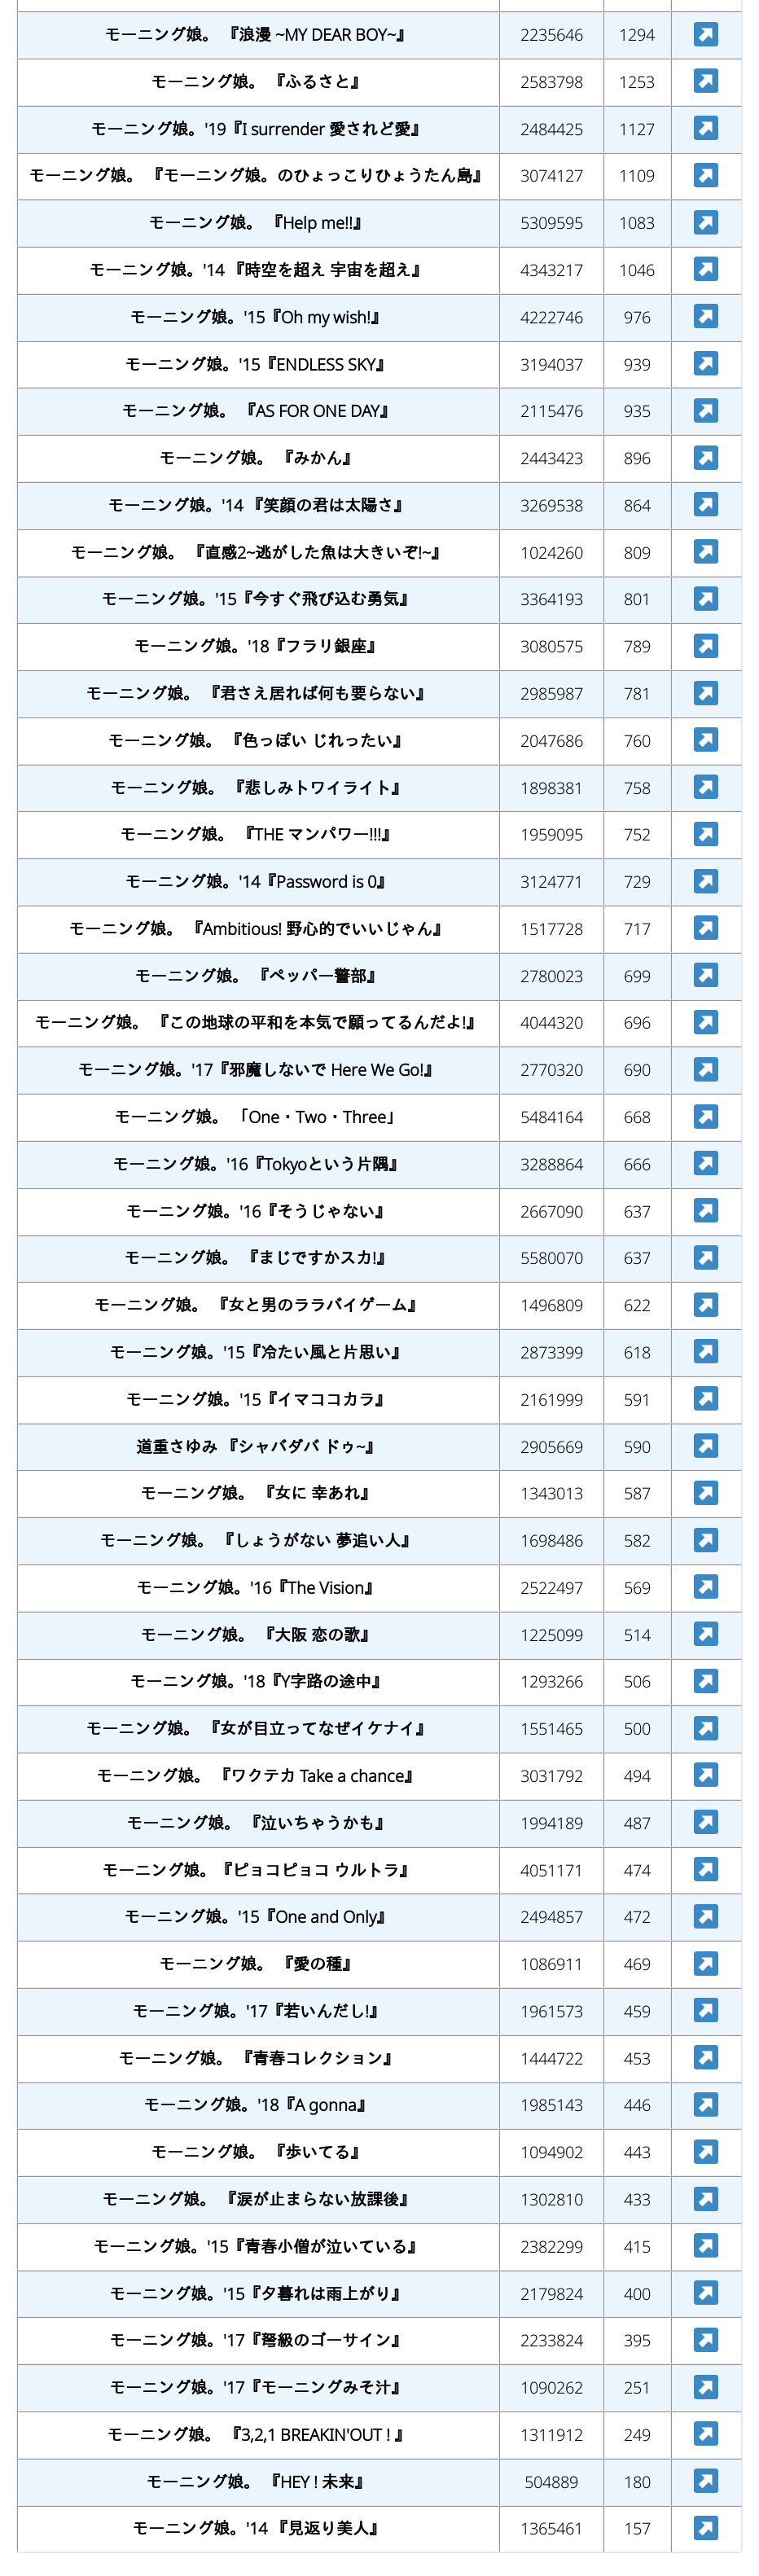 モーニング娘。 『浪漫 ~MY DEAR BOY~』 2235646 1294
モーニング娘。 『ふるさと』 2583798 1253
モーニング娘。'19『I surrender 愛されど愛』 2484425 1127
モーニング娘。 『モーニング娘。のひょっこりひょうたん島』 3074127 1109
モーニング娘。 『Help me!!』 5309595 1083
モーニング娘。'14 『時空を超え 宇宙を超え』 4343217 1046
モーニング娘。'15『Oh my wish!』 4222746 976
モーニング娘。'15『ENDLESS SKY』 3194037 939
モーニング娘。 『AS FOR ONE DAY』 2115476 935
モーニング娘。 『みかん』 2443423 896
モーニング娘。'14 『笑顔の君は太陽さ』 3269538 864
モーニング娘。 『直感2~逃がした魚は大きいぞ!~』 1024260 809
モーニング娘。'15『今すぐ飛び込む勇気』 3364193 801
モーニング娘。'18『フラリ銀座』 3080575 789
モーニング娘。 『君さえ居れば何も要らない』 2985987 781
モーニング娘。 『色っぽい じれったい』 2047686 760
モーニング娘。 『悲しみトワイライト』 1898381 758
モーニング娘。 『THE マンパワー!!!』 1959095 752
モーニング娘。'14『Password is 0』 3124771 729
モーニング娘。 『Ambitious! 野心的でいいじゃん』 1517728 717
モーニング娘。 『ペッパー警部』 2780023 699
モーニング娘。 『この地球の平和を本気で願ってるんだよ!』 4044320 696
モーニング娘。'17『邪魔しないで Here We Go!』 2770320 690
モーニング娘。 「One・Two・Three」 5484164 668
モーニング娘。'16『Tokyoという片隅』 3288864 666
モーニング娘。'16『そうじゃない』 2667090 637
モーニング娘。 『まじですかスカ!』 5580070 637
モーニング娘。 『女と男のララバイゲーム』 1496809 622
モーニング娘。'15『冷たい風と片思い』 2873399 618
モーニング娘。'15『イマココカラ』 2161999 591
道重さゆみ 『シャバダバ ドゥ~』 2905669 590
モーニング娘。 『女に 幸あれ』 1343013 587
モーニング娘。 『しょうがない 夢追い人』 1698486 582
モーニング娘。'16『The Vision』 2522497 569
モーニング娘。 『大阪 恋の歌』 1225099 514
モーニング娘。'18『Y字路の途中』 1293266 506
モーニング娘。 『女が目立ってなぜイケナイ』 1551465 500
モーニング娘。 『ワクテカ Take a chance』 3031792 494
モーニング娘。 『泣いちゃうかも』 1994189 487
モーニング娘。『ピョコピョコ ウルトラ』 4051171 474
モーニング娘。'15『One and Only』 2494857 472
モーニング娘。 『愛の種』 1086911 469
モーニング娘。'17『若いんだし!』 1961573 459
モーニング娘。 『青春コレクション』 1444722 453
モーニング娘。'18『A gonna』 1985143 446
モーニング娘。 『歩いてる』 1094902 443
モーニング娘。 『涙が止まらない放課後』 1302810 433
モーニング娘。'15『青春小僧が泣いている』 2382299 415
モーニング娘。'15『夕暮れは雨上がり』 2179824 400
モーニング娘。'17『弩級のゴーサイン』 2233824 395
モーニング娘。'17『モーニングみそ汁』 1090262 251
モーニング娘。 『3,2,1 BREAKIN'OUT ! 』 1311912 249
モーニング娘。 『HEY ! 未来』 504889 180
モーニング娘。'14 『見返り美人』 1365461 157